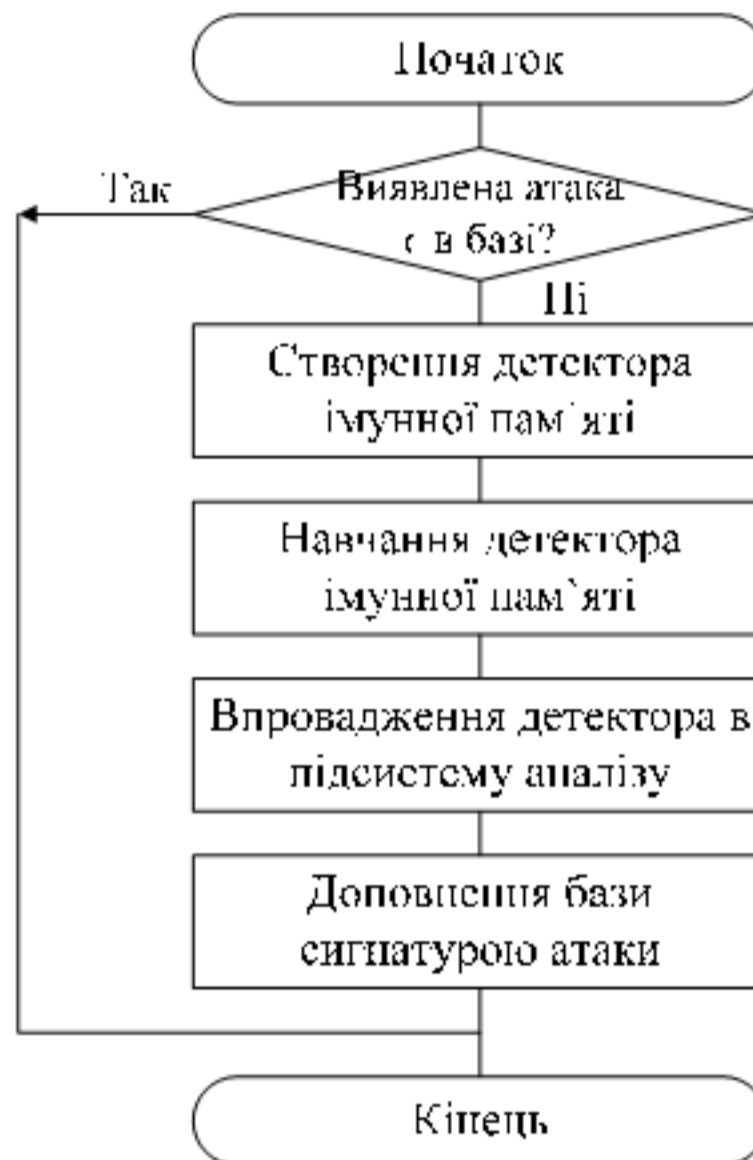 Початок
Так
Виявлена атака
є в базі?
Ні
Створення детектора
імунної пам`яті
Навчання детектора
імунної пам`яті
Впровадження детектора в
підсистему аналізу
Доповнення бази
сигнатурою атаки
Кінець